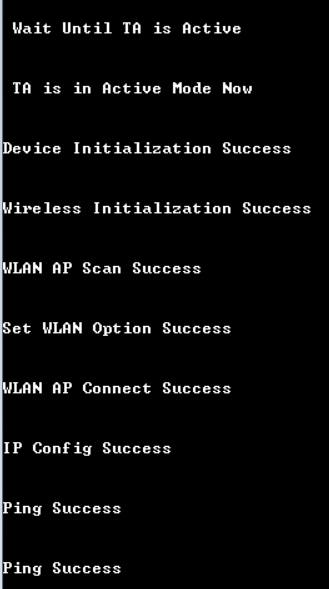 Wait Until TA is Active
TA is in Active Mode Now
Device Initialization Success
Wireless Initialization Success
WLAN AP Scan Success
Set WLAN Option Success
WLAN AP Connect Success
IP Config Success
Ping Success
Ping Success